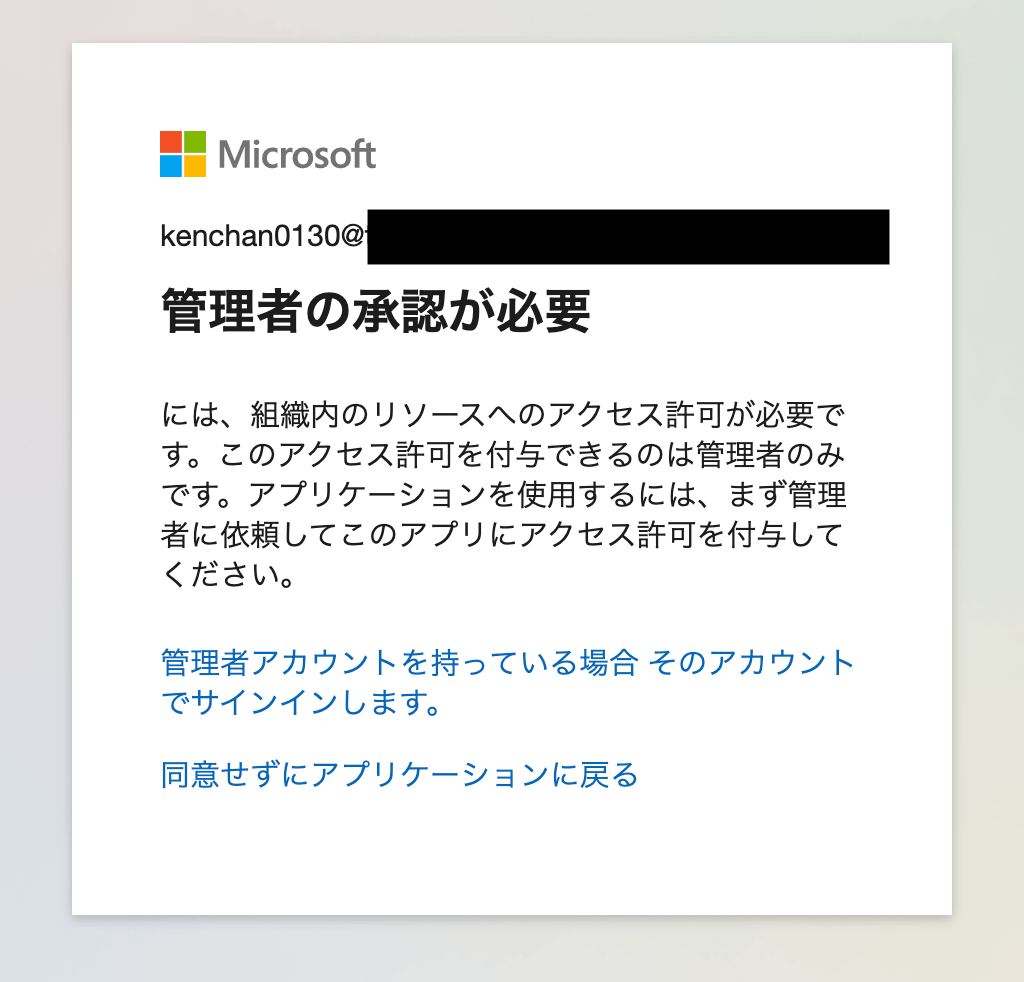 Microsoft
kenchan0130@
管理者の承認が必要
には、組織内のリソースへのアクセス許可が必要で
す。このアクセス許可を付与できるのは管理者のみ
です。アプリケーションを使用するには、まず管理
者に依頼してこのアプリにアクセス許可を付与して
ください。
管理者アカウントを持っている場合 そのアカウント
でサインインします。
同意せずにアプリケーションに戻る